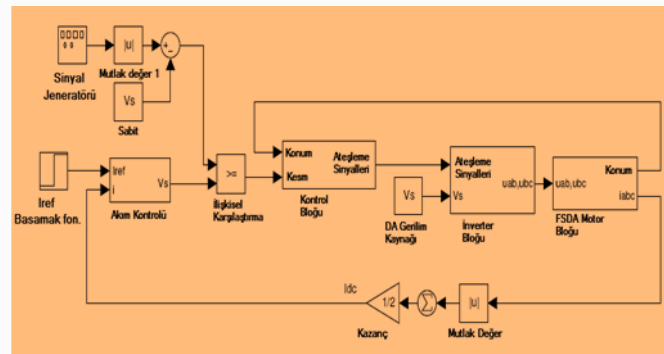 Sinyal
Jeneratörü
|u|
Mutlak değer 1
+
-
Vs
Sabit
Iref
Basamak fon.
Iref
i
Vs
Akım Kontrolü
>=
İlişkisel
Karşılaştırma
Konum
Kesm
Ateşleme
Sinyalleri
Kontrol
Bloğu
Vs
DA Gerilim
Kaynağı
Ateşleme
Sinyalleri
Vs
uab,ubc
İnverter
Bloğu
uab,ubc
Konum
iabc
FSDA Motor
Bloğu
Idc
1/2
Kazanç
Σ
|u|
Mutlak Değer